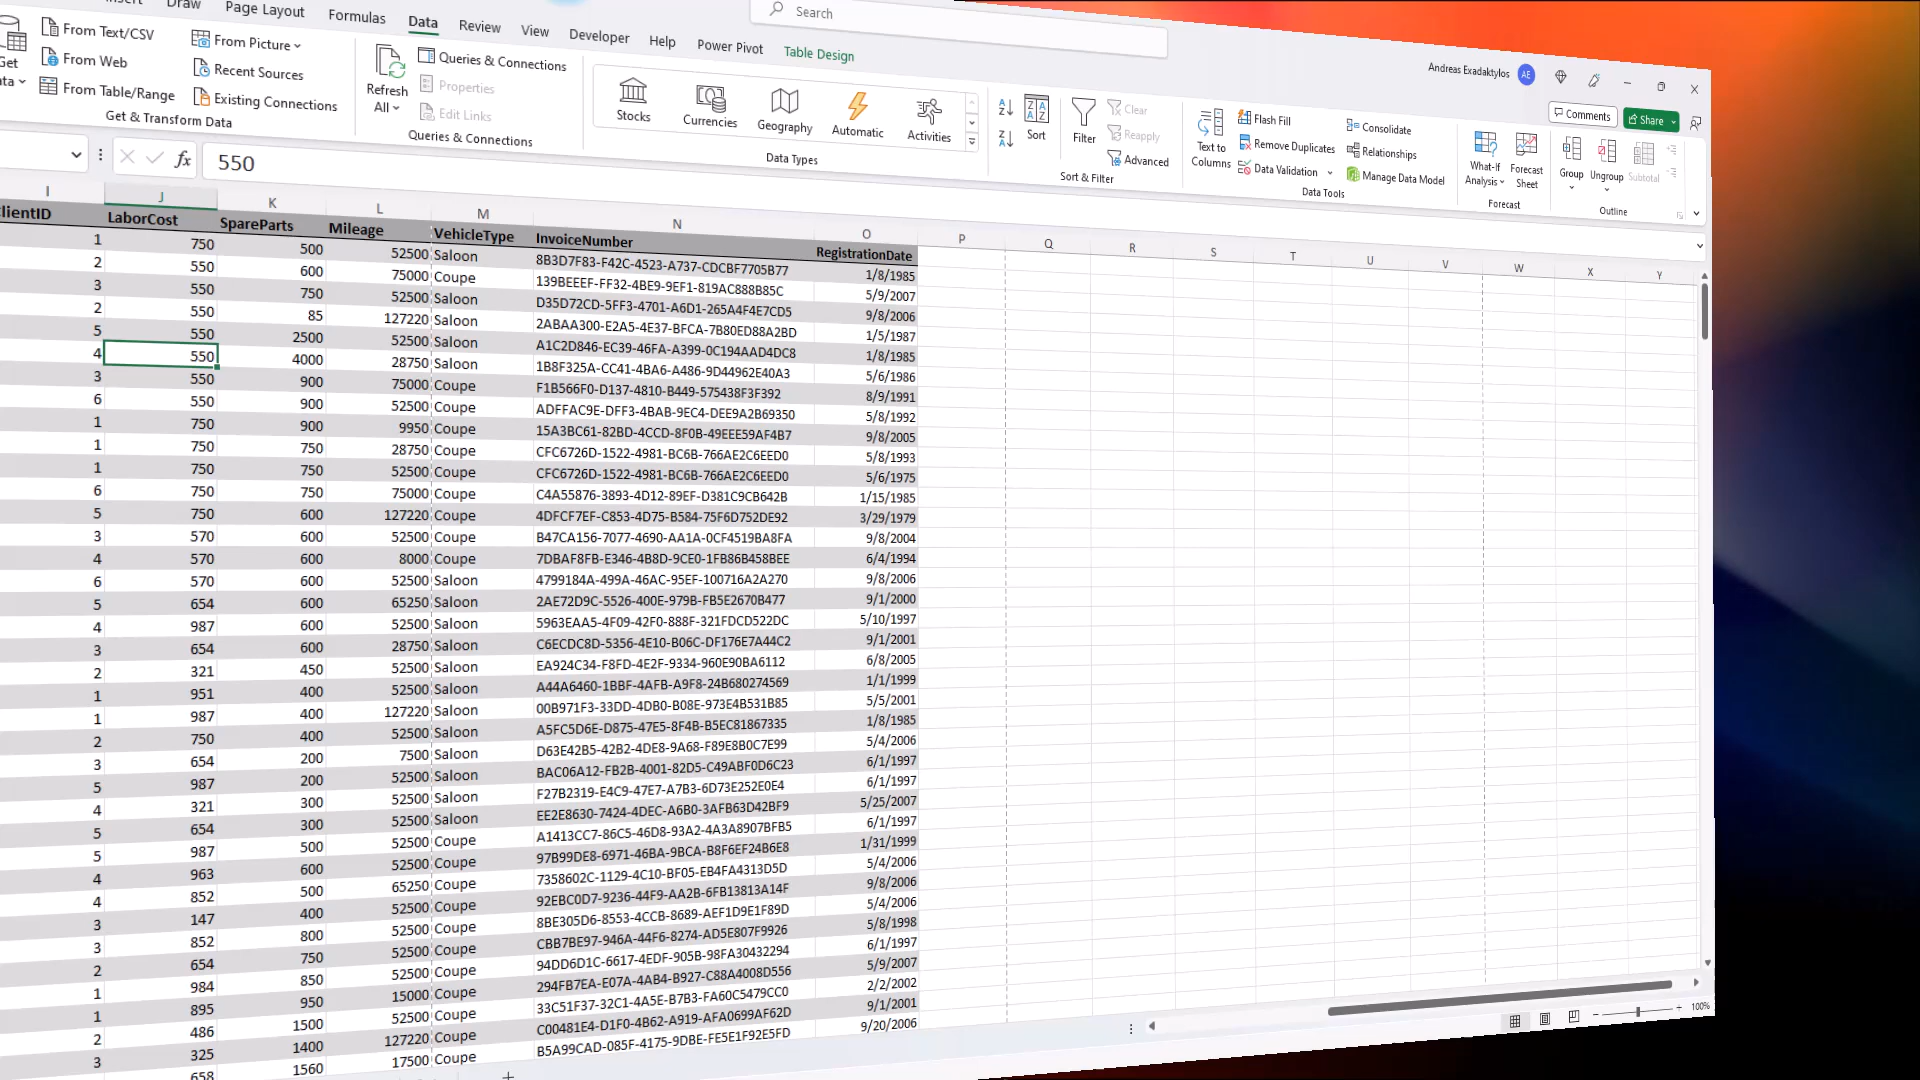 Draw
Page Layout
Formulas
Data
Review
View
Developer
Help
Power Pivot
Table Design
Search
Andreas Exadaktylos
AE
Comments
Share
From Text/CSV
From Web
From Table/Range
From Picture
Recent Sources
Existing Connections
Get & Transform Data
Refresh
All
Queries & Connections
Properties
Edit Links
Queries & Connections
Stocks
Currencies
Geography
Automatic
Activities
Data Types
Sort
Filter
Clear
Reapply
Advanced
Sort & Filter
Text to
Columns
Flash Fill
Remove Duplicates
Data Validation
Consolidate
Relationships
Manage Data Model
Data Tools
What-If
Analysis
Forecast
Sheet
Forecast
Group
Ungroup
Subtotal
Outline
fx 550
I J K L M N O P Q R S T U V W X Y
LaborCost SpareParts Mileage VehicleType InvoiceNumber RegistrationDate
1 750 500 52500 Saloon 8B3D7F83-F42C-4523-A737-CDCBF7705B77 1/8/1985
2 550 600 75000 Coupe 139BEEEF-FF32-4BE9-9EF1-819AC888B85C 5/9/2007
3 550 750 52500 Saloon D35D72CD-5FF3-4701-A6D1-265A4F4E7CD5 9/8/2006
2 550 85 127220 Saloon 2ABAA300-E2A5-4E37-BFCA-7B80ED88A2BD 1/5/1987
5 550 2500 52500 Saloon A1C2D846-EC39-46FA-A399-0C194AAD4DC8 1/8/1985
4 550 4000 28750 Saloon 1B8F325A-CC41-4BA6-A486-9D44962E40A3 5/6/1986
3 550 900 75000 Coupe F1B566F0-D137-4810-B449-575438F3F392 8/9/1991
6 550 900 52500 Coupe ADFFAC9E-DFF3-4BAB-9EC4-DEE9A2B69350 5/8/1992
1 750 900 9950 Coupe 15A3BC61-82BD-4CCD-8F0B-49EEE59AF4B7 9/8/2005
1 750 750 28750 Coupe CFC6726D-1522-4981-BC6B-766AE2C6EED0 5/8/1993
1 750 750 52500 Coupe CFC6726D-1522-4981-BC6B-766AE2C6EED0 5/6/1975
6 750 750 75000 Coupe C4A55876-3893-4D12-89EF-D381C9CB642B 1/15/1985
5 750 600 127220 Coupe 4DFCF7EF-C853-4D75-B584-75F6D752DE92 3/29/1979
3 570 600 52500 Coupe B47CA156-7077-4690-AA1A-0CF4519BA8FA 9/8/2004
4 570 600 8000 Coupe 7DBAF8FB-E346-4B8D-9CE0-1FB86B458BEE 6/4/1994
6 570 600 52500 Saloon 4799184A-499A-46AC-95EF-100716A2A270 9/8/2006
5 654 600 65250 Saloon 2AE72D9C-5526-400E-979B-FB5E2670B477 9/1/2000
4 987 600 52500 Saloon 5963EAA5-4F09-42F0-888F-321FDCD522DC 5/10/1997
3 654 600 28750 Saloon C6ECDC8D-5356-4E10-B06C-DF176E7A44C2 9/1/2001
2 321 450 52500 Saloon EA924C34-F8FD-4E2F-9334-960E90BA6112 6/8/2005
1 951 400 52500 Saloon A44A6460-1BBF-4AFB-A9F8-24B680274569 1/1/1999
1 987 400 127220 Saloon 00B971F3-33DD-4DB0-B08E-973E4B531B85 5/5/2001
2 750 400 52500 Saloon A5FC5D6E-D875-47E5-8F4B-B5EC81867335 1/8/1985
3 654 200 7500 Saloon D63E42B5-42B2-4DE8-9A68-F89E8B0C7E99 5/4/2006
5 987 200 52500 Saloon BAC06A12-FB2B-4001-82D5-C49ABF0D6C23 6/1/1997
4 321 300 52500 Saloon F27B2319-E4C9-47E7-A7B3-6D73E252E0E4 6/1/1997
5 654 300 52500 Saloon EE2E8630-7424-4DEC-A6B0-3AFB63D42BF9 5/25/2007
5 987 500 52500 Coupe A1413CC7-86C5-46D8-93A2-4A3A8907BFB5 6/1/1997
4 963 600 52500 Coupe 97B99DE8-6971-46BA-9BCA-B8F6EF24B6E8 1/31/1999
4 852 500 65250 Coupe 7358602C-1129-4C10-BF05-EB4FA4313D5D 5/4/2006
3 147 400 52500 Coupe 92EBC0D7-9236-44F9-AA2B-6FB13813A14F 9/8/2006
3 852 800 52500 Coupe 8BE305D6-8553-4CCB-8689-AEF1D9E1F89D 5/4/2006
2 654 750 52500 Coupe CBB7BE97-946A-44F6-8274-AD5E807F9926 5/8/1998
1 984 850 52500 Coupe 94DD6D1C-6617-4EDF-905B-98FA30432294 6/1/1997
1 895 950 15000 Coupe 294FB7EA-E07A-4AB4-B927-C88A4008D556 5/9/2007
2 486 1500 52500 Coupe 33C51F37-32C1-4A5E-B7B3-FA60C5479CC0 2/2/2002
3 325 1400 127220 Coupe C00481E4-D1F0-4B62-A919-AFA0699AF62D 9/1/2001
658 1560 17500 Coupe B5A99CAD-085F-4175-9DBE-FE5E1F92E5FD 9/20/2006
100%